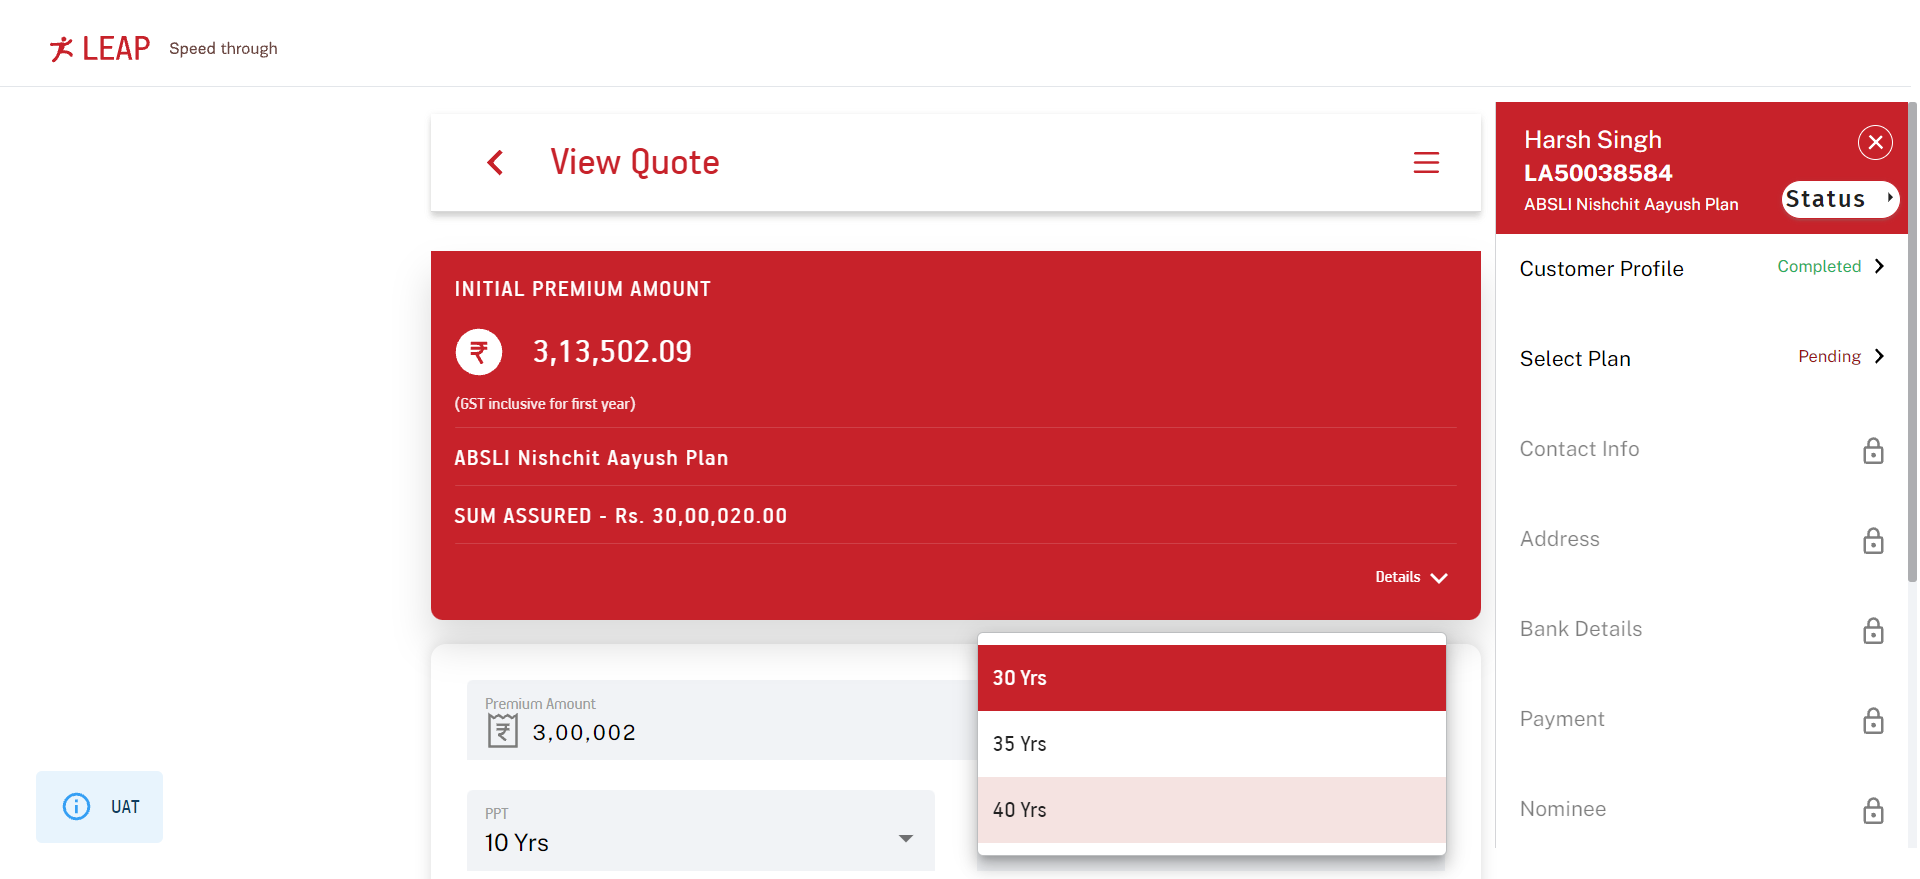 LEAP Speed through
View Quote
INITIAL PREMIUM AMOUNT
₹ 3,13,502.09
(GST inclusive for first year)
ABSLI Nishchit Aayush Plan
SUM ASSURED - Rs. 30,00,020.00
Details
Premium Amount
₹ 3,00,002
PPT
10 Yrs
30 Yrs
35 Yrs
40 Yrs
UAT
Harsh Singh
LA50038584
ABSLI Nishchit Aayush Plan
Status
Customer Profile Completed
Select Plan Pending
Contact Info
Address
Bank Details
Payment
Nominee